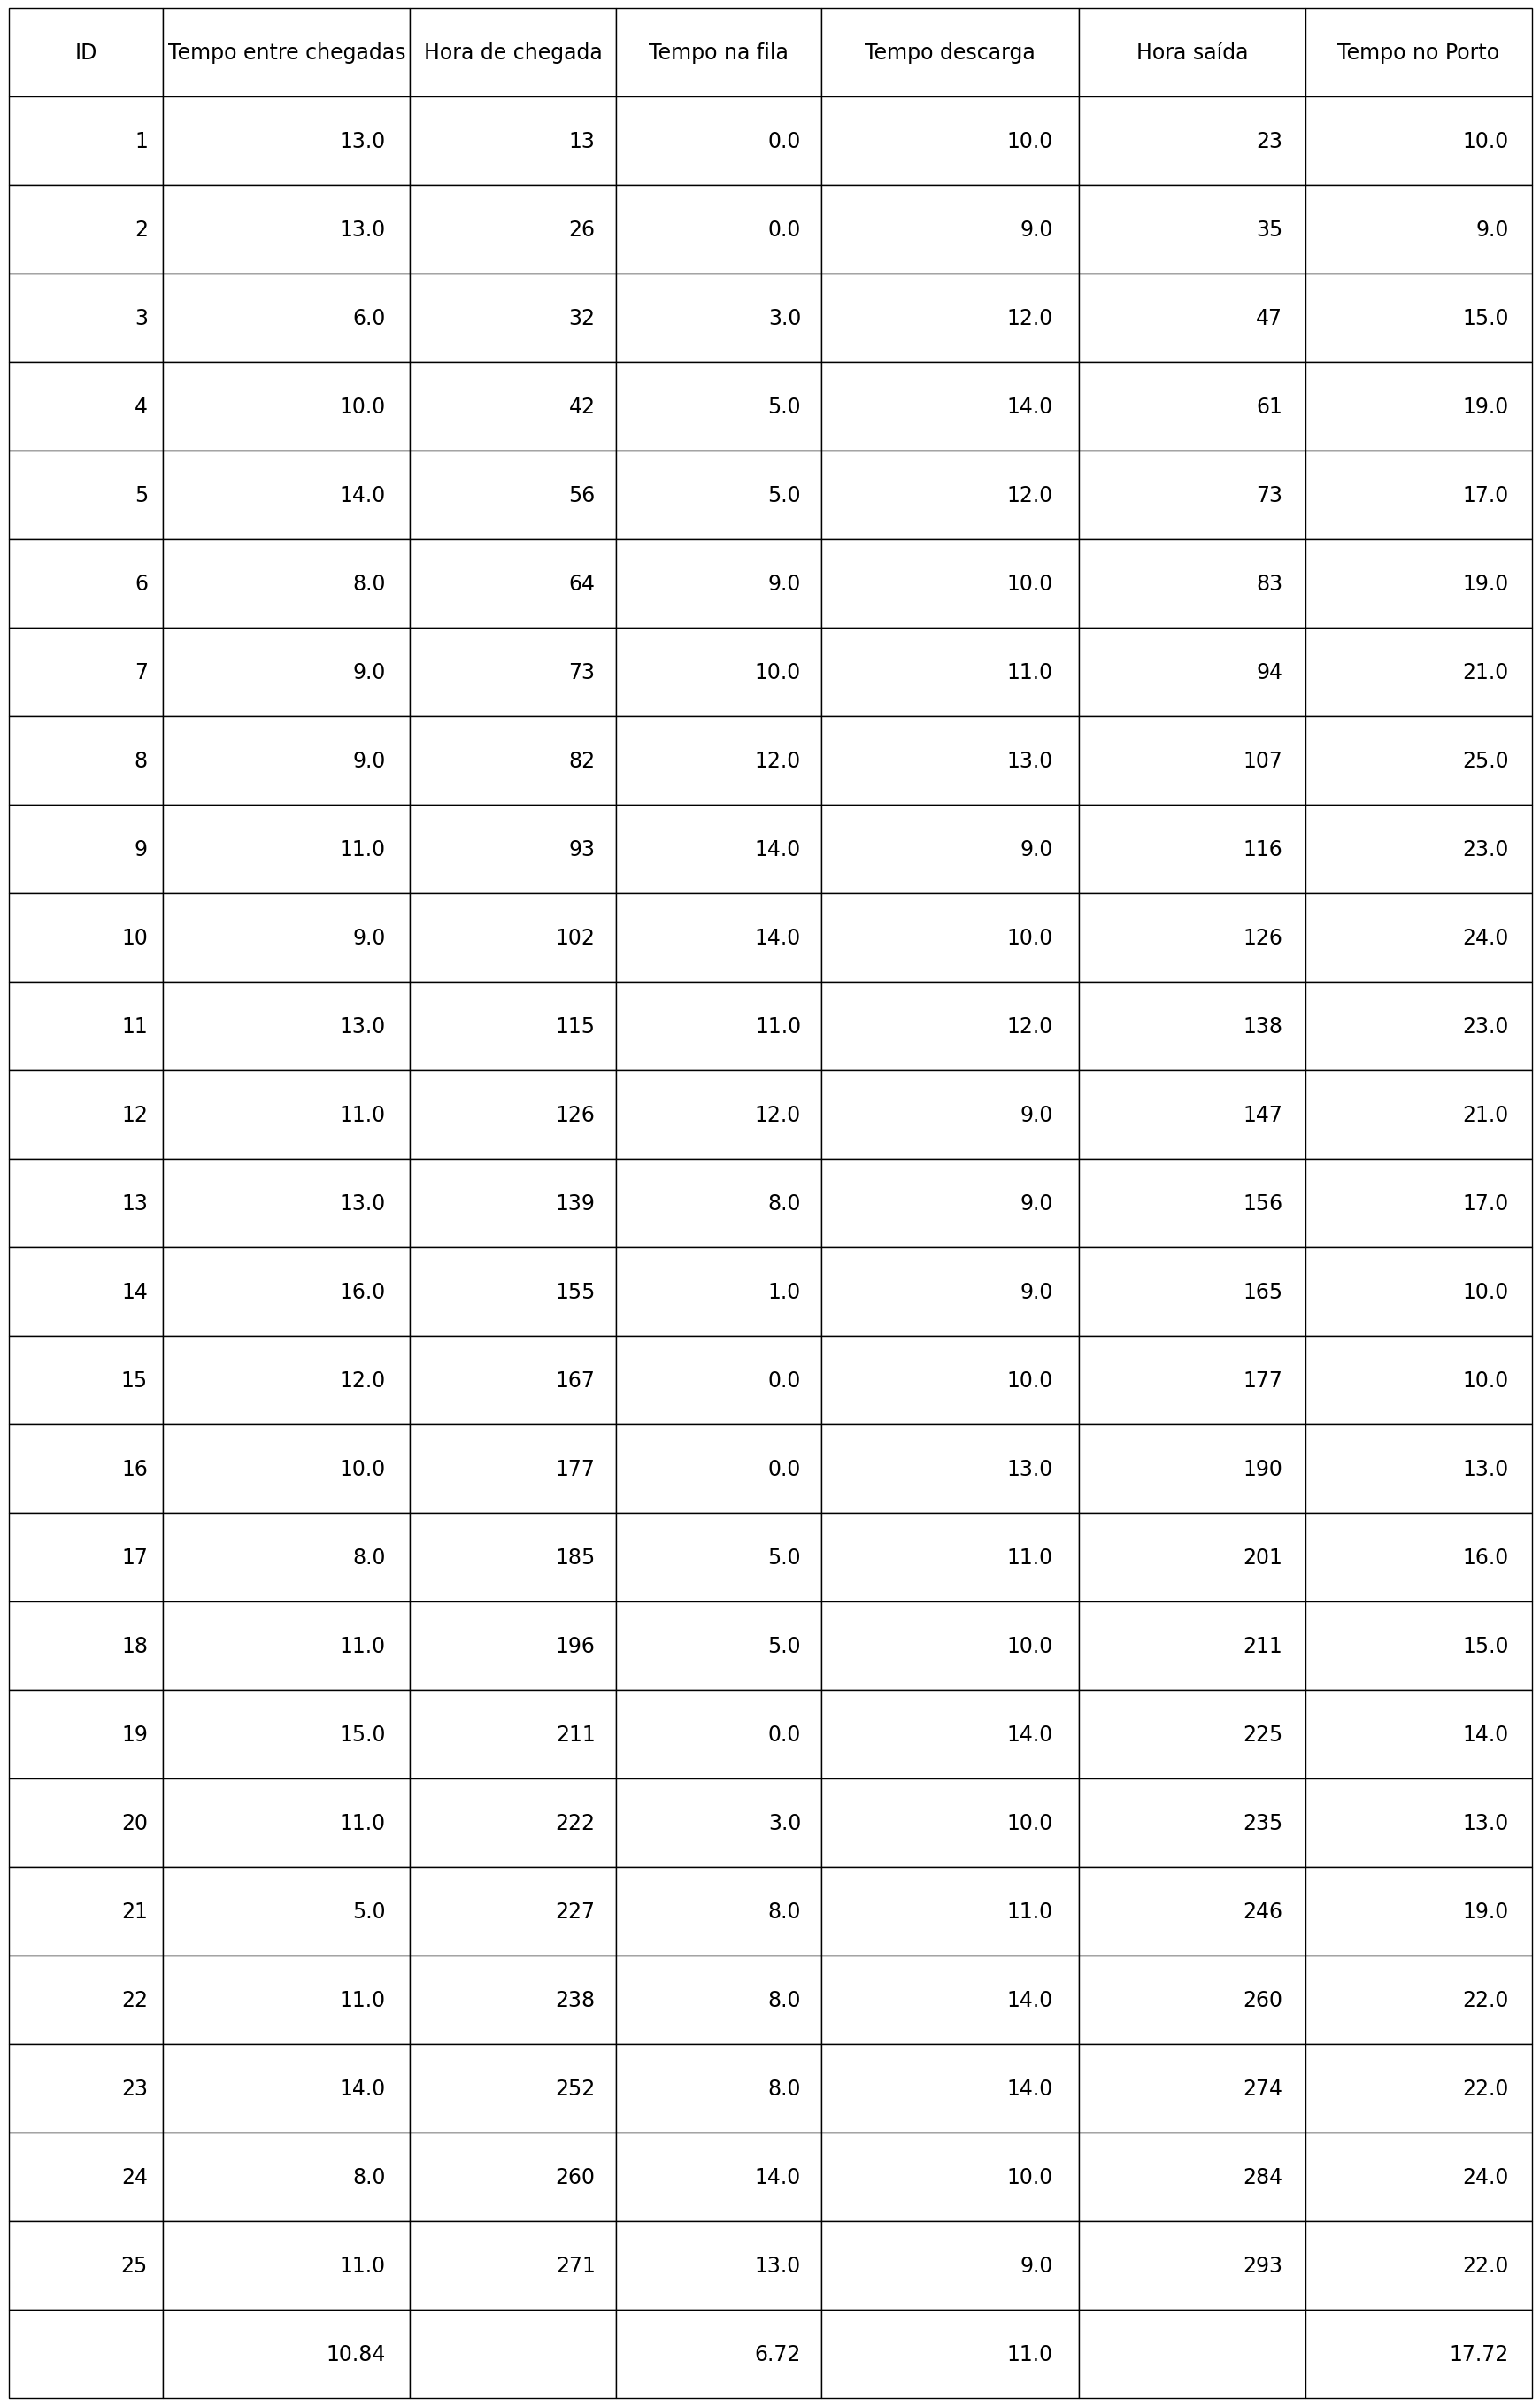 ID Tempo entre chegadas Hora de chegada Tempo na fila Tempo descarga Hora saída Tempo no Porto
1 13.0 13 0.0 10.0 23 10.0
2 13.0 26 0.0 9.0 35 9.0
3 6.0 32 3.0 12.0 47 15.0
4 10.0 42 5.0 14.0 61 19.0
5 14.0 56 5.0 12.0 73 17.0
6 8.0 64 9.0 10.0 83 19.0
7 9.0 73 10.0 11.0 94 21.0
8 9.0 82 12.0 13.0 107 25.0
9 11.0 93 14.0 9.0 116 23.0
10 9.0 102 14.0 10.0 126 24.0
11 13.0 115 11.0 12.0 138 23.0
12 11.0 126 12.0 9.0 147 21.0
13 13.0 139 8.0 9.0 156 17.0
14 16.0 155 1.0 9.0 165 10.0
15 12.0 167 0.0 10.0 177 10.0
16 10.0 177 0.0 13.0 190 13.0
17 8.0 185 5.0 11.0 201 16.0
18 11.0 196 5.0 10.0 211 15.0
19 15.0 211 0.0 14.0 225 14.0
20 11.0 222 3.0 10.0 235 13.0
21 5.0 227 8.0 11.0 246 19.0
22 11.0 238 8.0 14.0 260 22.0
23 14.0 252 8.0 14.0 274 22.0
24 8.0 260 14.0 10.0 284 24.0
25 11.0 271 13.0 9.0 293 22.0
10.84 6.72 11.0 17.72